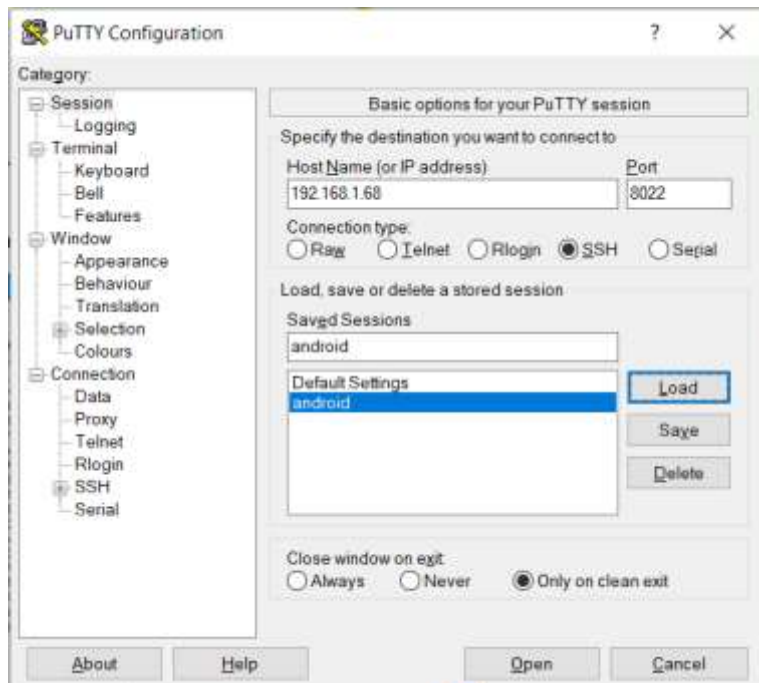 PuTTY Configuration
?
Category:
Session
Logging
Terminal
Keyboard
Bell
Features
Window
Appearance
Behaviour
Translation
Selection
Colours
Connection
Data
Proxy
Telnet
Rlogin
SSH
Serial
Basic options for your PuTTY session
Specify the destination you want to connect to
Host Name (or IP address) Port
192.168.1.68 8022
Connection type:
Raw Telnet Rlogin SSH Serial
Load, save or delete a stored session
Saved Sessions
android
Default Settings
android
Load
Save
Delete
Close window on exit
Always Never Only on clean exit
About Help Open Cancel